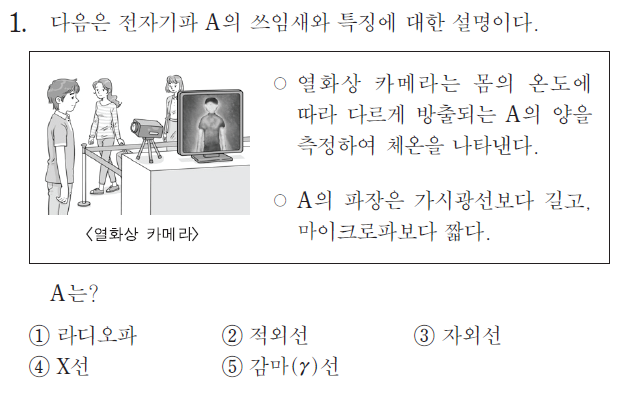 1. 다음은 전자기파 A의 쓰임새와 특징에 대한 설명이다.
○ 열화상 카메라는 몸의 온도에
따라 다르게 방출되는 A의 양을
측정하여 체온을 나타낸다.
○ A의 파장은 가시광선보다 길고,
마이크로파보다 짧다.
〈열화상 카메라〉
A는?
① 라디오파 ② 적외선 ③ 자외선
④ X선 ⑤ 감마(γ)선